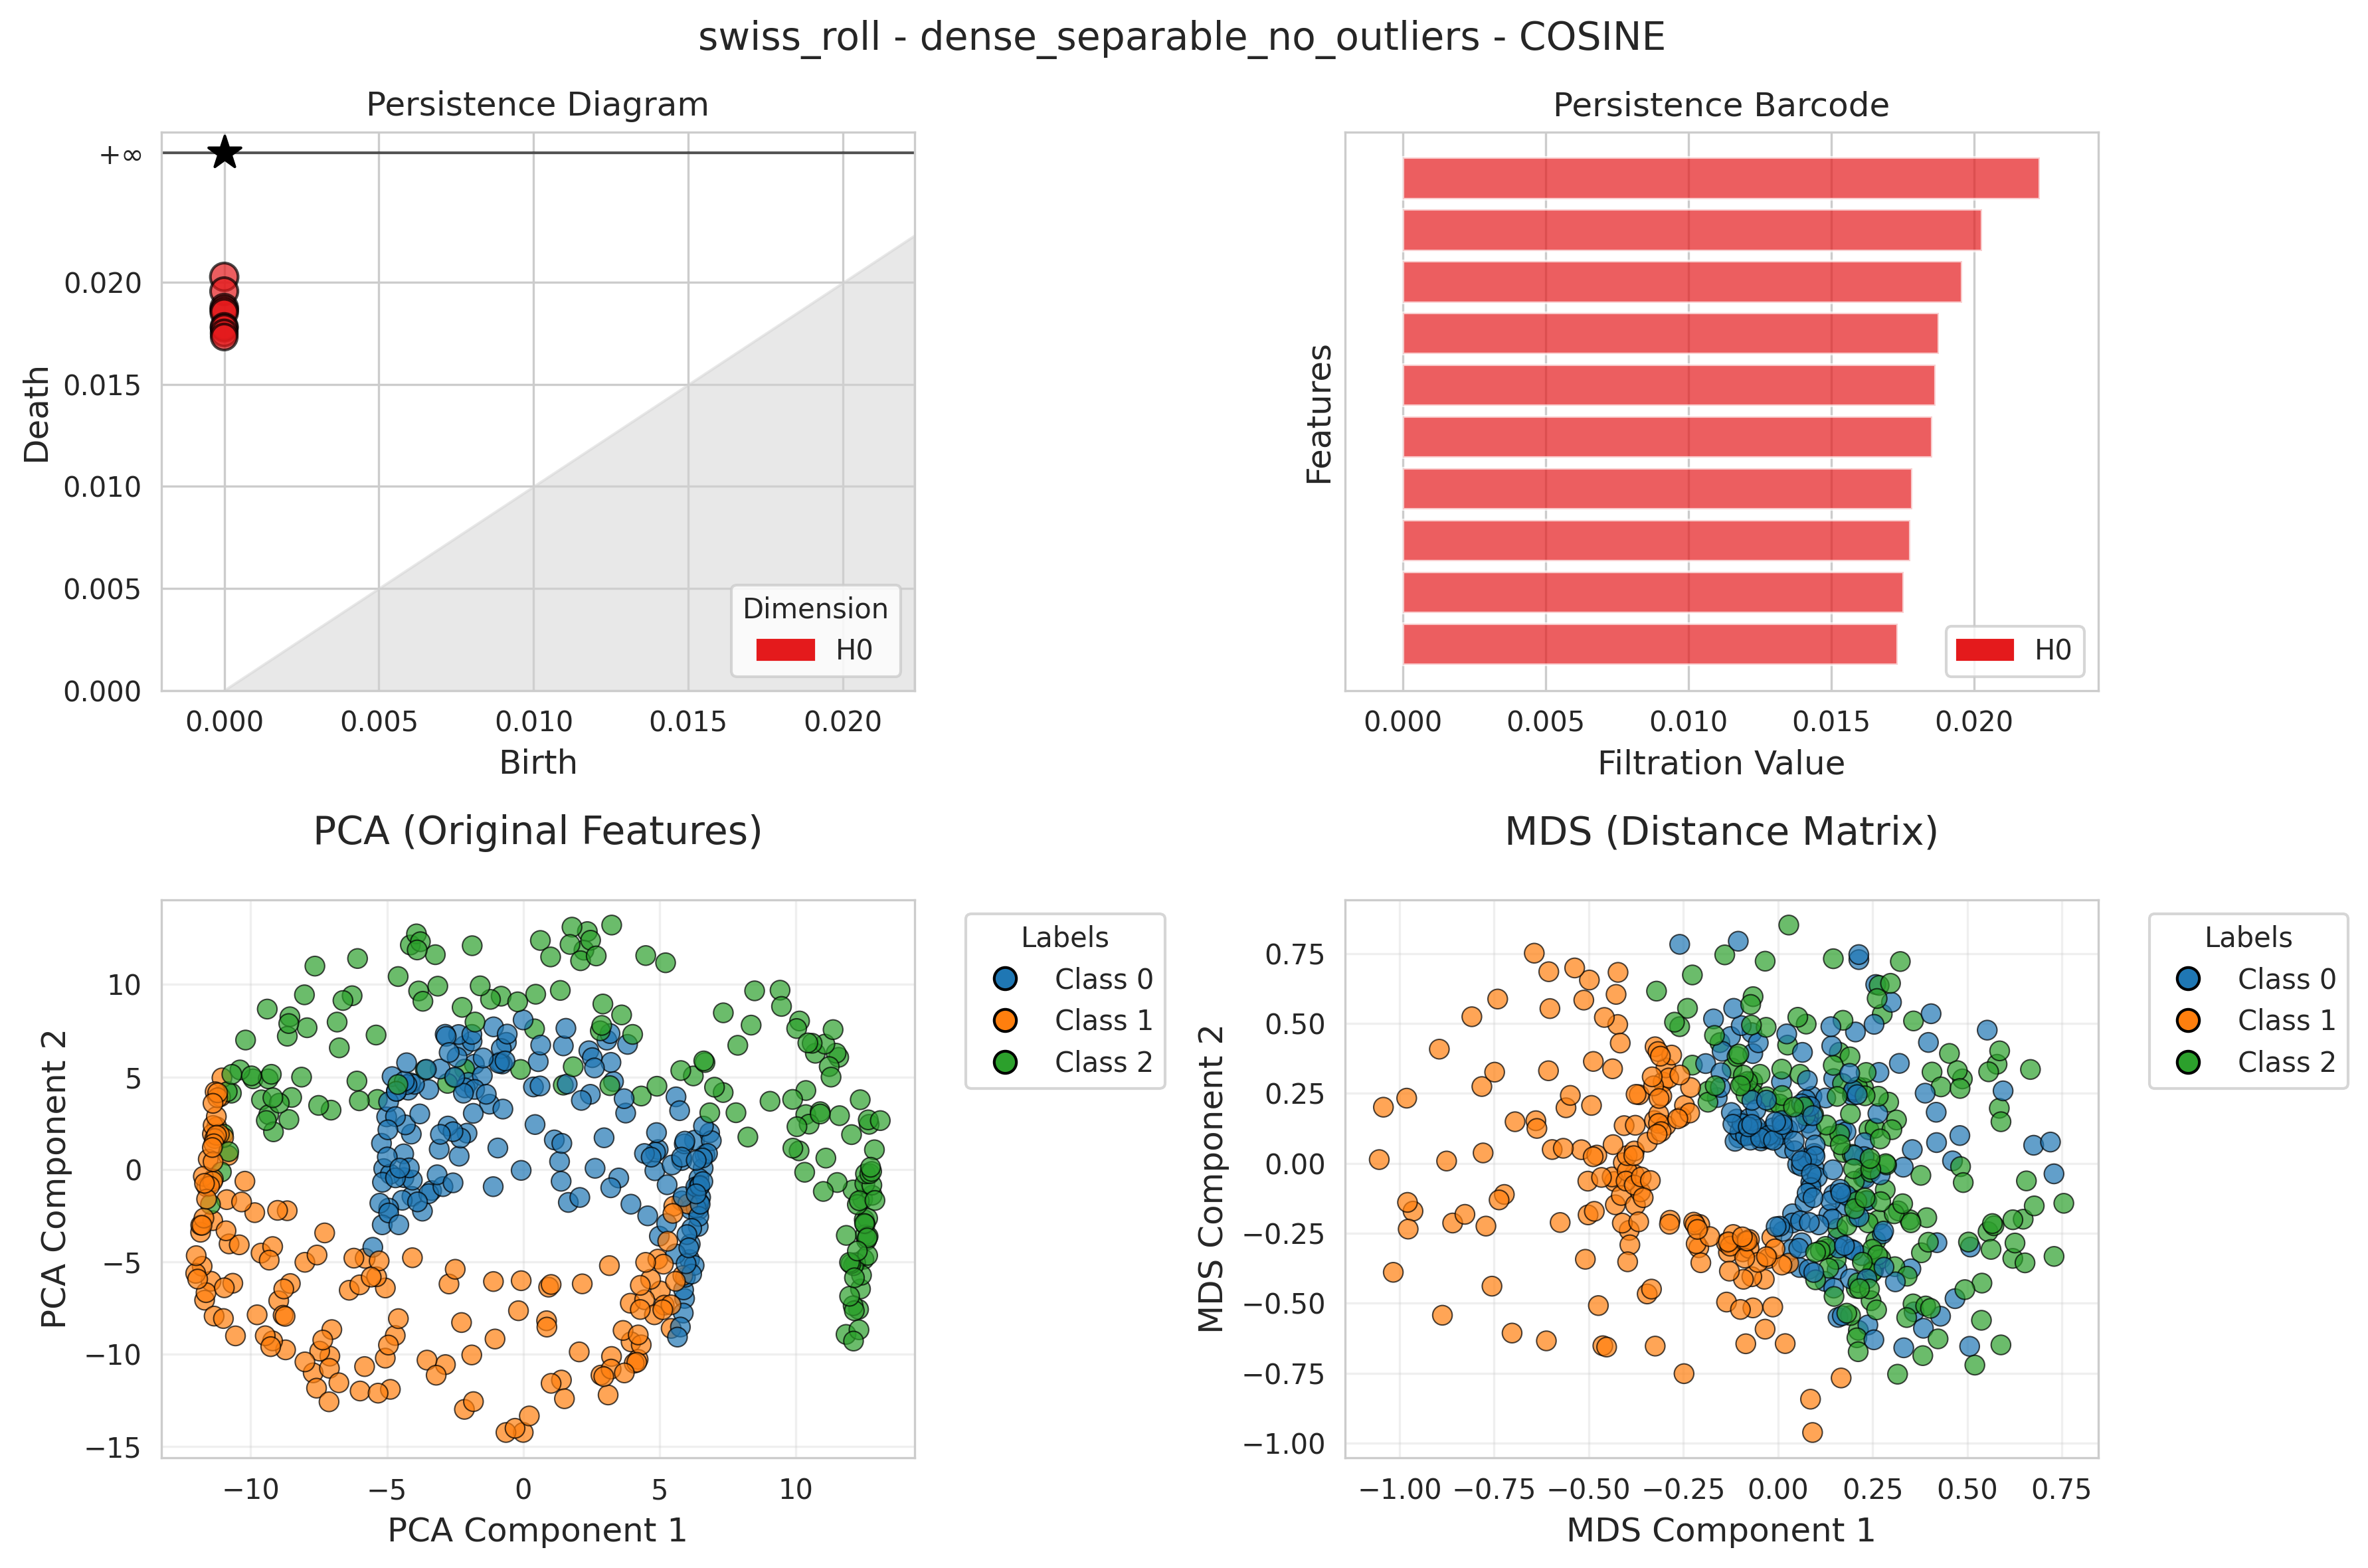 swiss_roll - dense_separable_no_outliers - COSINE
Persistence Diagram
+∞
0.020
0.015
0.010
0.005
0.000
Death
0.000 0.005 0.010 0.015 0.020
Birth
Dimension
H0
Persistence Barcode
Features
0.000 0.005 0.010 0.015 0.020
Filtration Value
H0
PCA (Original Features)
10
5
0
−5
−10
−15
PCA Component 2
−10 −5 0 5 10
PCA Component 1
Labels
Class 0
Class 1
Class 2
MDS (Distance Matrix)
0.75
0.50
0.25
0.00
−0.25
−0.50
−0.75
−1.00
MDS Component 2
−1.00 −0.75 −0.50 −0.25 0.00 0.25 0.50 0.75
MDS Component 1
Labels
Class 0
Class 1
Class 2